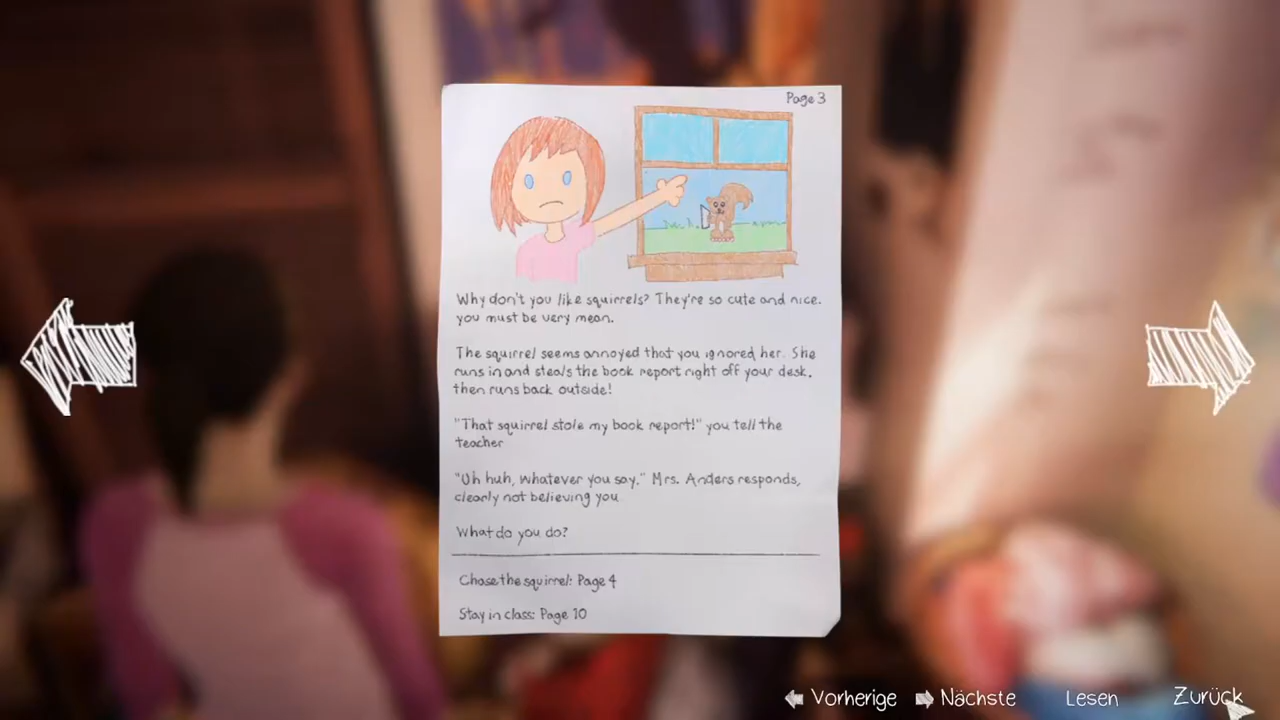 Page 3
Why don't you like squirrels? They're so cute and nice.
you must be very mean.
The squirrel seems annoyed that you ignored her. She
runs in and steals the book report right off your desk,
then runs back outside!
"That squirrel stole my book report!" you tell the
teacher
"Uh huh, whatever you say." Mrs. Anders responds,
clearly not believing you
What do you do?
Chase the squirrel: Page 4
Stay in class: Page 10
Vorherige Nächste Lesen Zurück